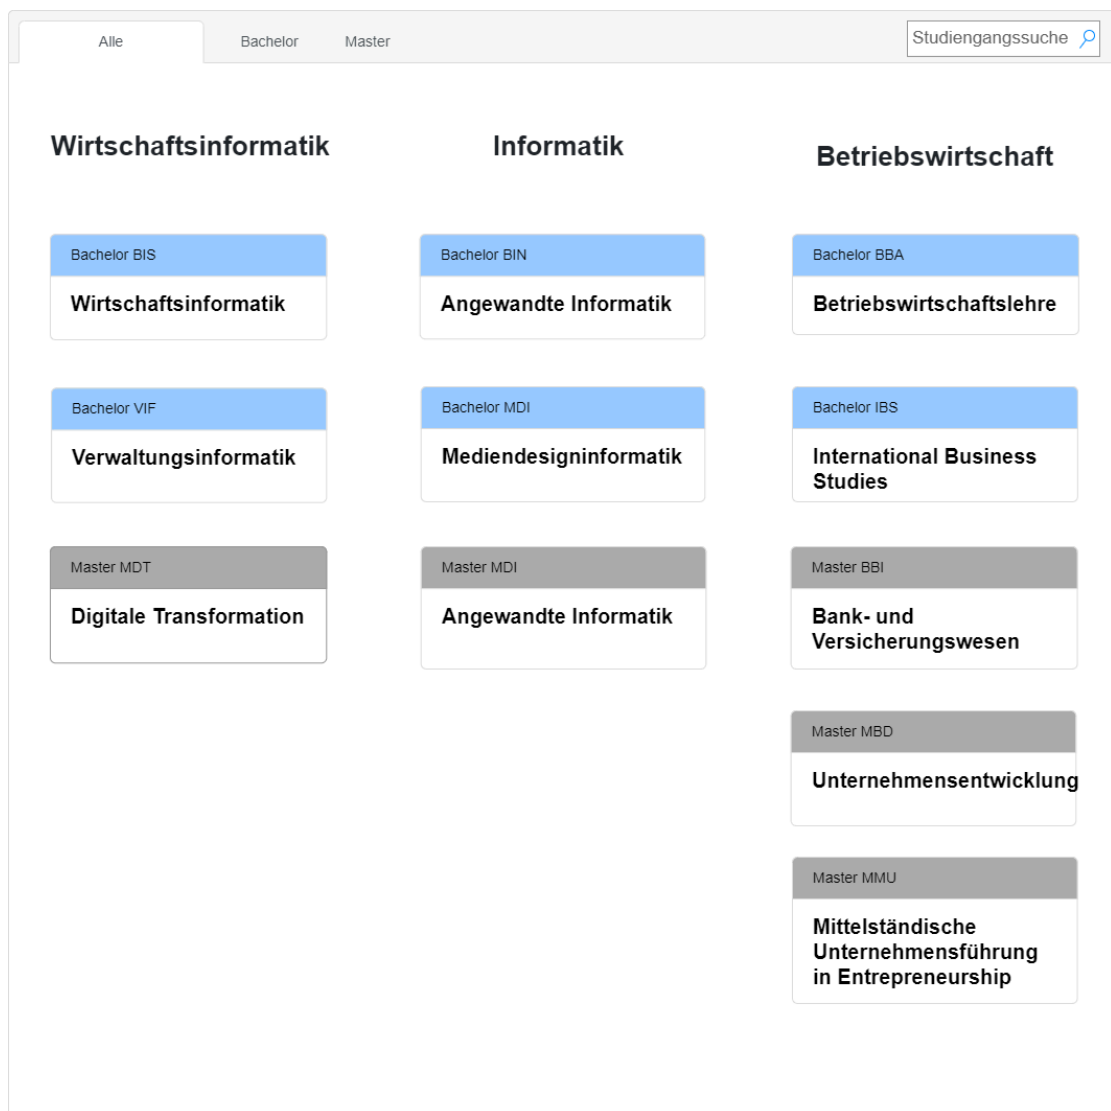 Alle
Bachelor
Master
Studiengangssuche
Wirtschaftsinformatik
Informatik
Betriebswirtschaft
Bachelor BIS
Wirtschaftsinformatik
Bachelor BIN
Angewandte Informatik
Bachelor BBA
Betriebswirtschaftslehre
Bachelor VIF
Verwaltungsinformatik
Bachelor MDI
Mediendesigninformatik
Bachelor IBS
International Business
Studies
Master MDT
Digitale Transformation
Master MDI
Angewandte Informatik
Master BBI
Bank- und
Versicherungswesen
Master MBD
Unternehmensentwicklung
Master MMU
Mittelständische
Unternehmensführung
in Entrepreneurship